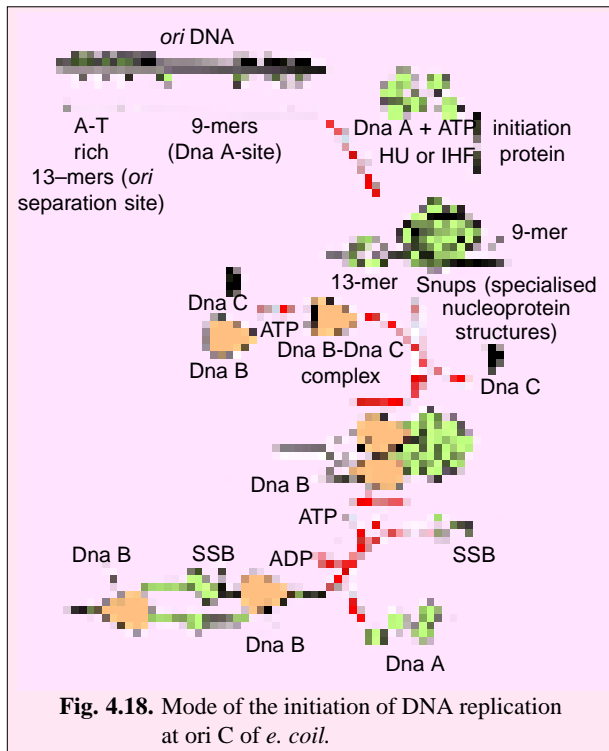 ori DNA
A-T
rich
13–mers (ori
separation site)
9-mers
(Dna A-site)
Dna A + ATP
HU or IHF
initiation
protein
9-mer
13-mer
Snups (specialised
nucleoprotein
structures)
Dna C
ATP
Dna B
Dna B-Dna C
complex
Dna C
Dna B
ATP
ADP
SSB
Dna B
SSB
Dna B
Dna A
Fig. 4.18. Mode of the initiation of DNA replication
at ori C of e. coil.